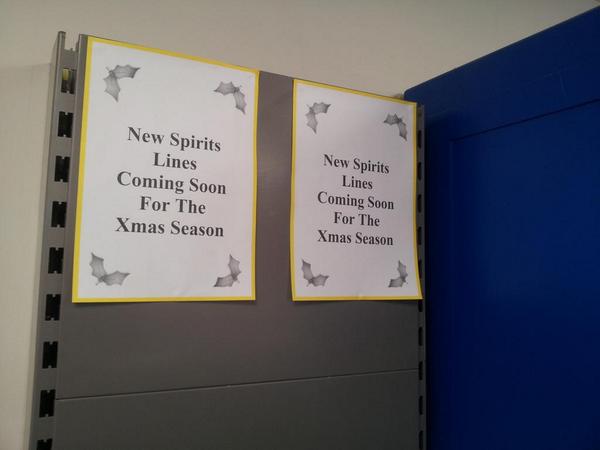 New Spirits
Lines
Coming Soon
For The
Xmas Season
New Spirits
Lines
Coming Soon
For The
Xmas Season